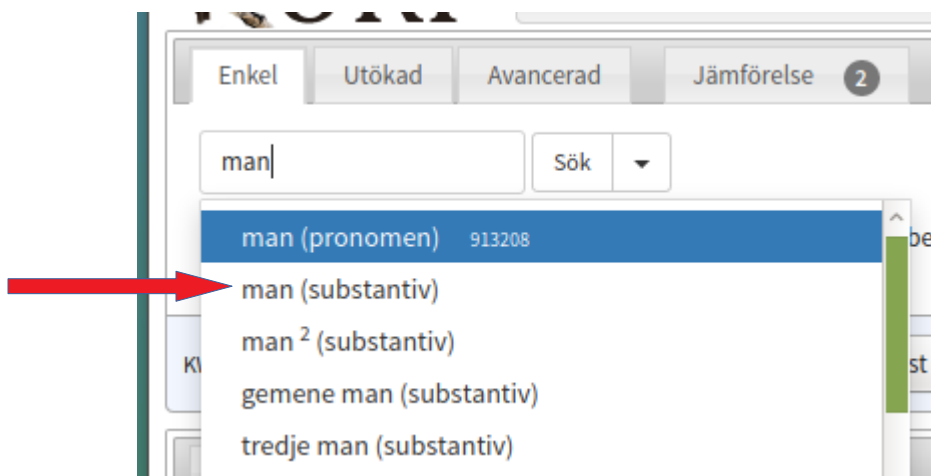 Enkel Utökad Avancerad Jämförelse 2
man Sök
man (pronomen) 913208
man (substantiv)
man ² (substantiv)
gemene man (substantiv)
tredje man (substantiv)